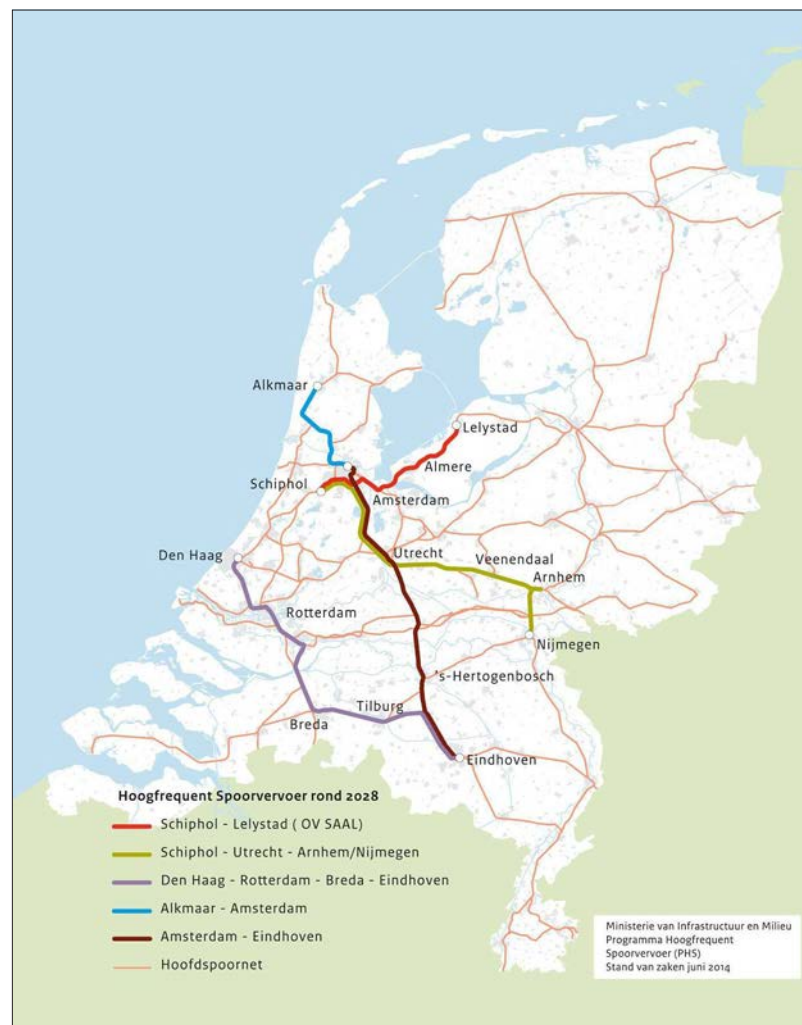 Alkmaar
Lelystad
Almere
Schiphol
Amsterdam
Den Haag
Utrecht
Veenendaal
Arnhem
Rotterdam
Nijmegen
's-Hertogenbosch
Tilburg
Breda
Eindhoven
Hoogfrequent Spoorvervoer rond 2028
Schiphol - Lelystad ( OV SAAL)
Schiphol - Utrecht - Arnhem/Nijmegen
Den Haag - Rotterdam - Breda - Eindhoven
Alkmaar - Amsterdam
Amsterdam - Eindhoven
Hoofdspoornet
Ministerie van Infrastructuur en Milieu
Programma Hoogfrequent
Spoorvervoer (PHS)
Stand van zaken juni 2014